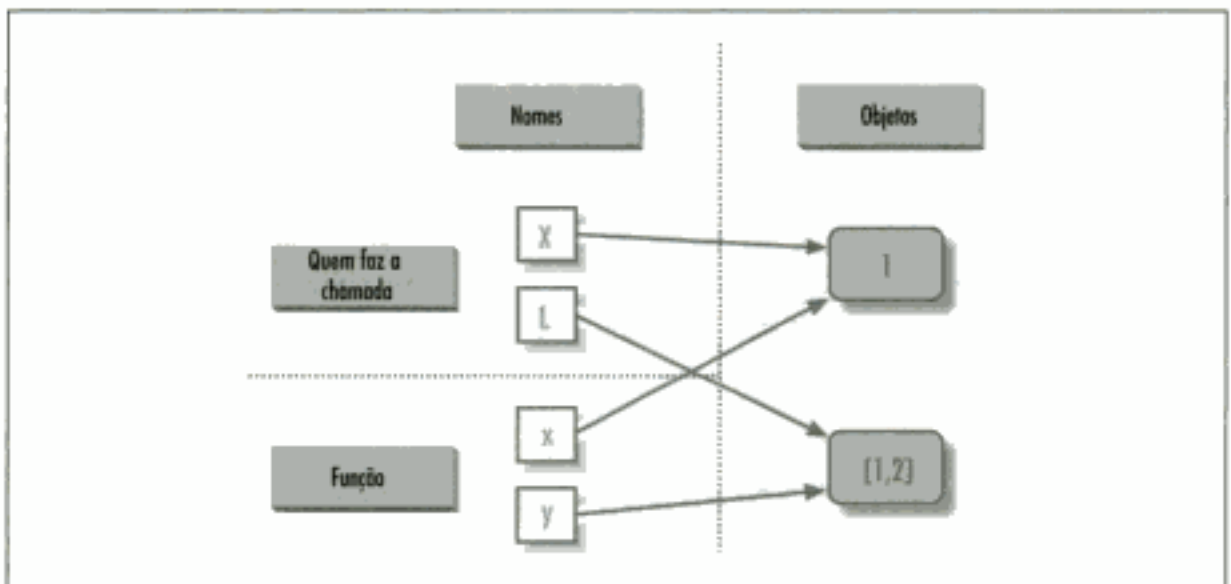 Nomes
Objetos
Quem faz a
chamada
X
L
1
Função
x
y
[1,2]